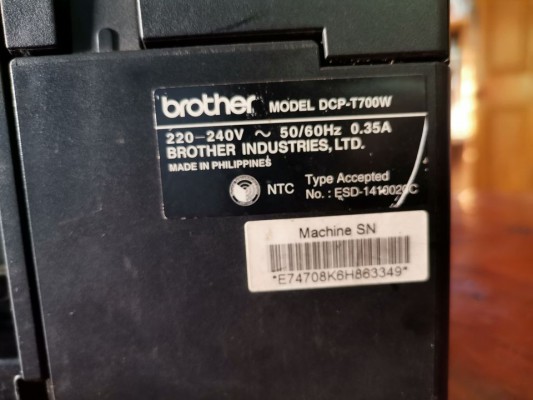 brother MODEL DCP-T700W
220-240V ~ 50/60Hz 0.35A
BROTHER INDUSTRIES, LTD.
MADE IN PHILIPPINES
NTC Type Accepted
No. :
Machine SN
*E74708K6H863349*